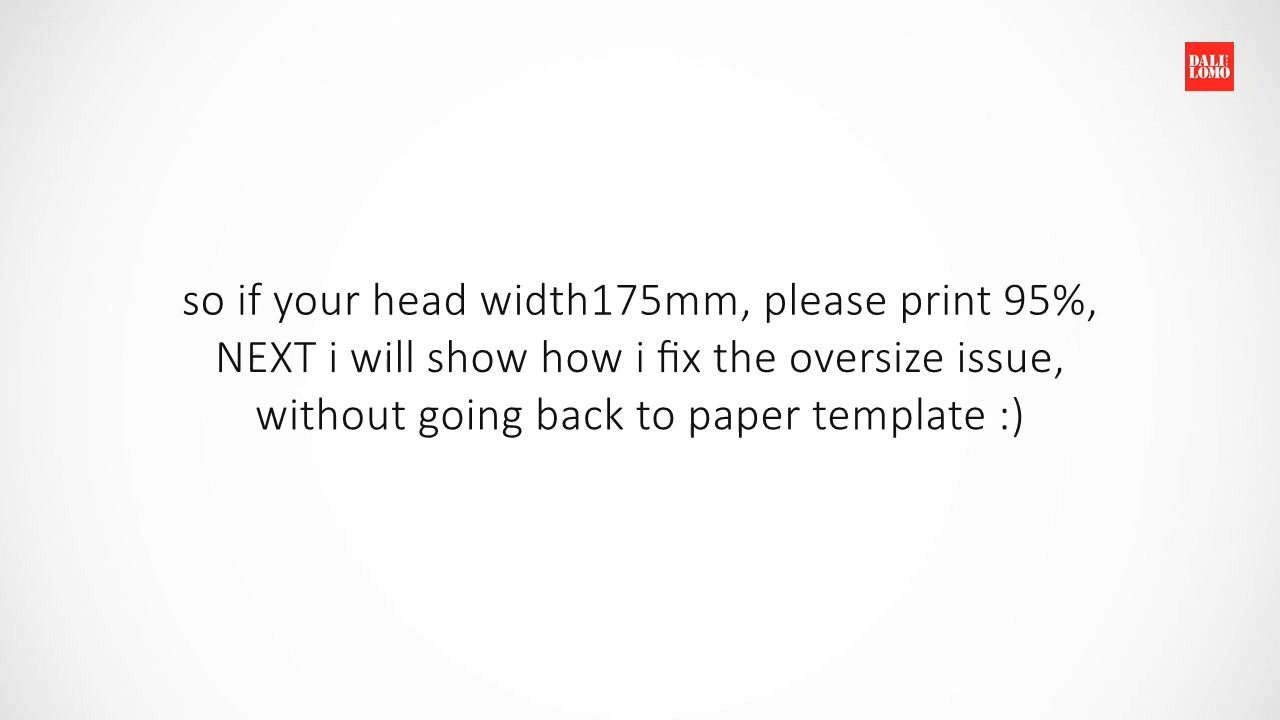 DALI
LOMO
so if your head width175mm, please print 95%,
NEXT i will show how i fix the oversize issue,
without going back to paper template :)